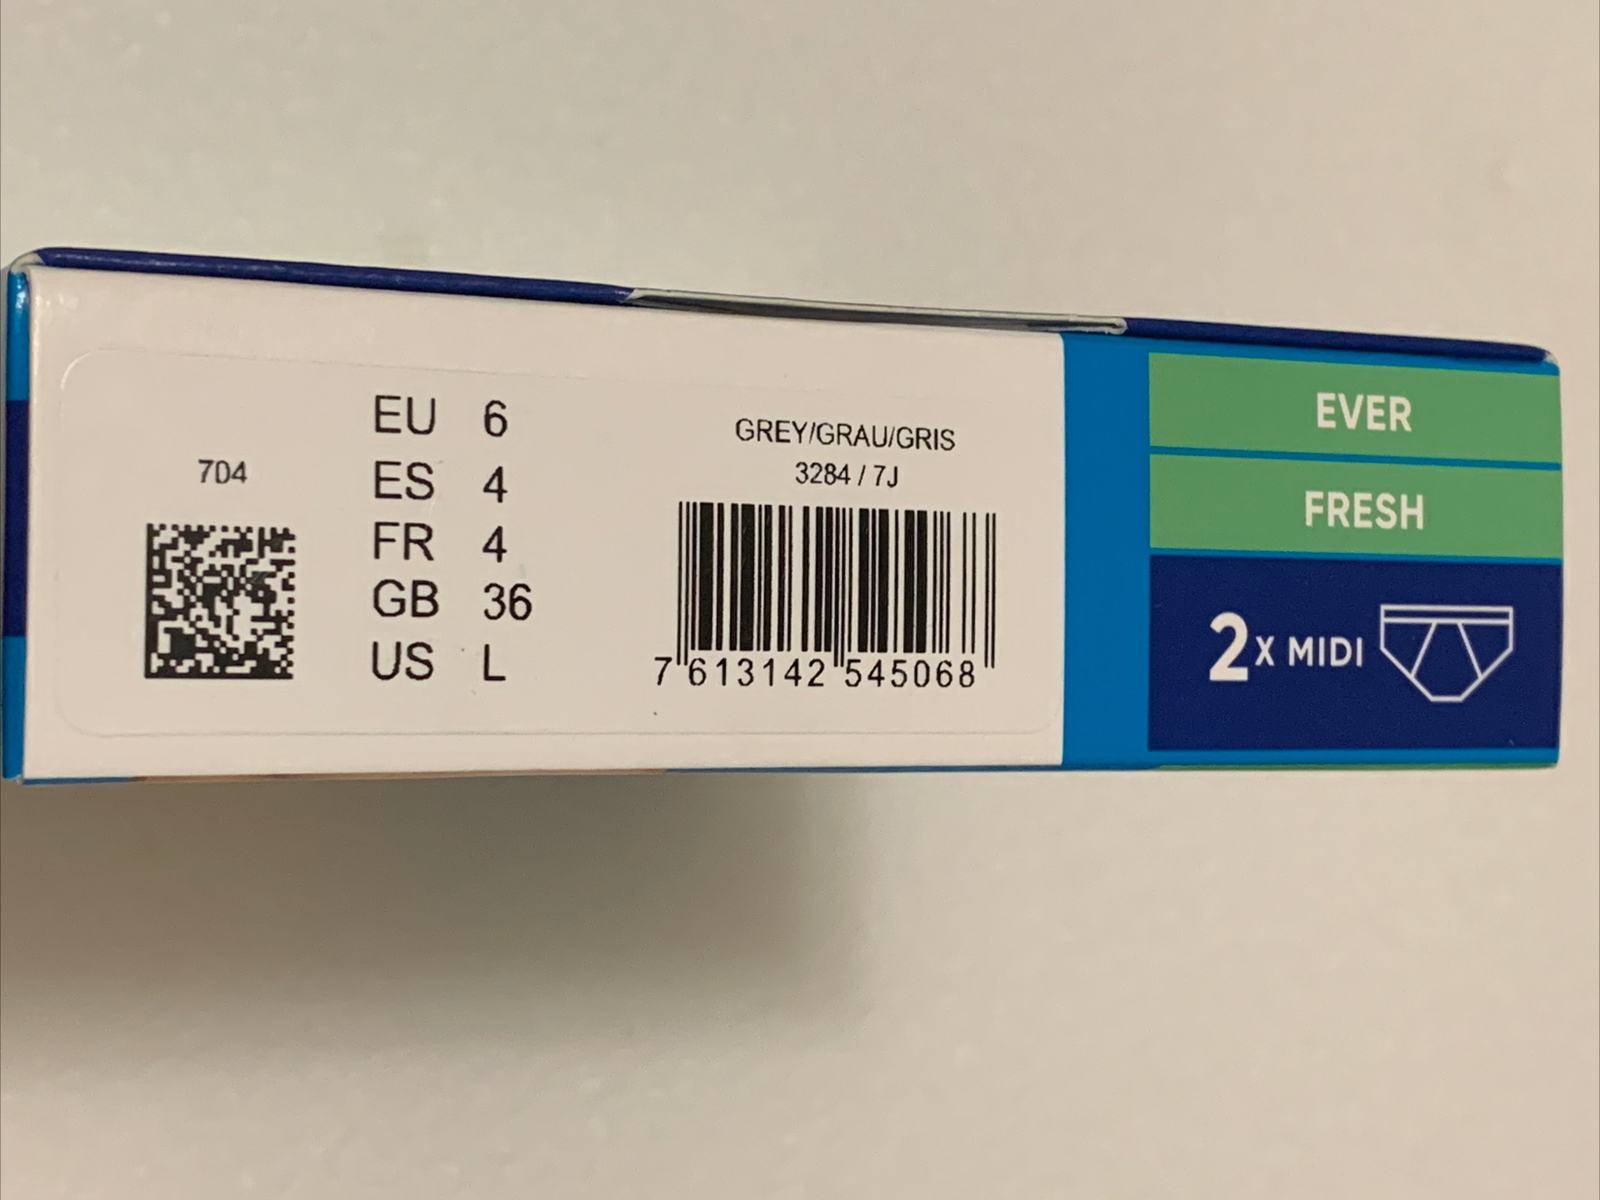 704
EU 6
ES 4
FR 4
GB 36
US L
GREY/GRAU/GRIS
3284 / 7J
7 613142 545068
EVER
FRESH
2 X MIDI